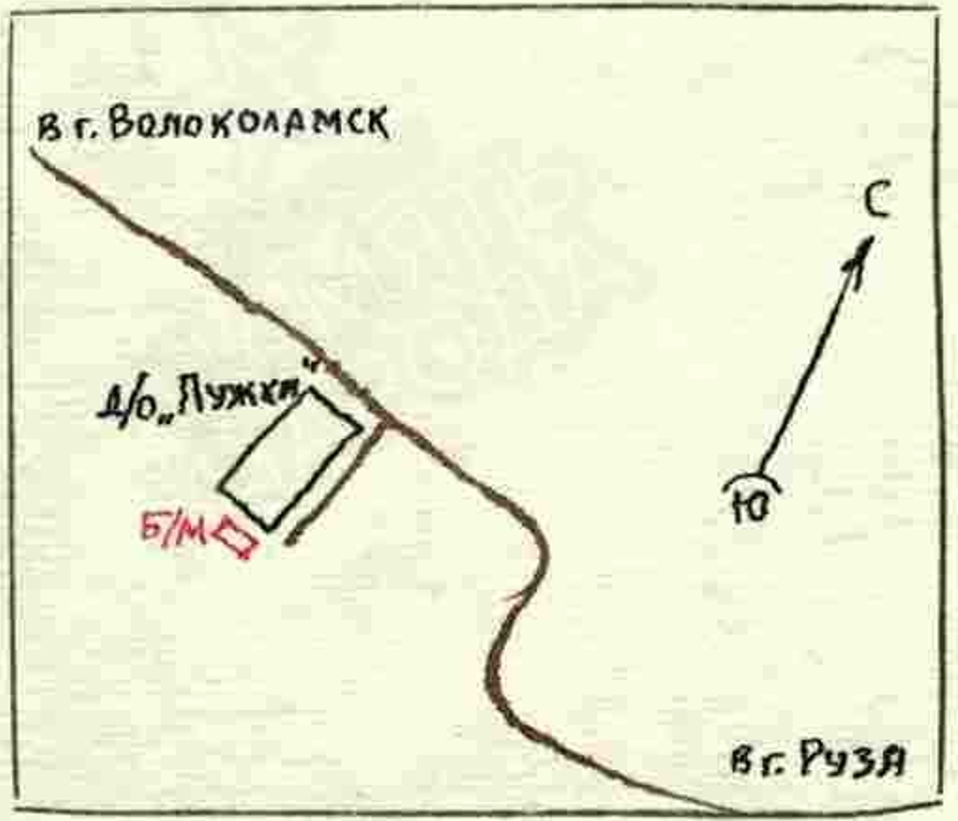 В г. ВОЛОКОЛАМСК
С
Д/О „Лужки"
Ю
Б/М
В г. РУЗА